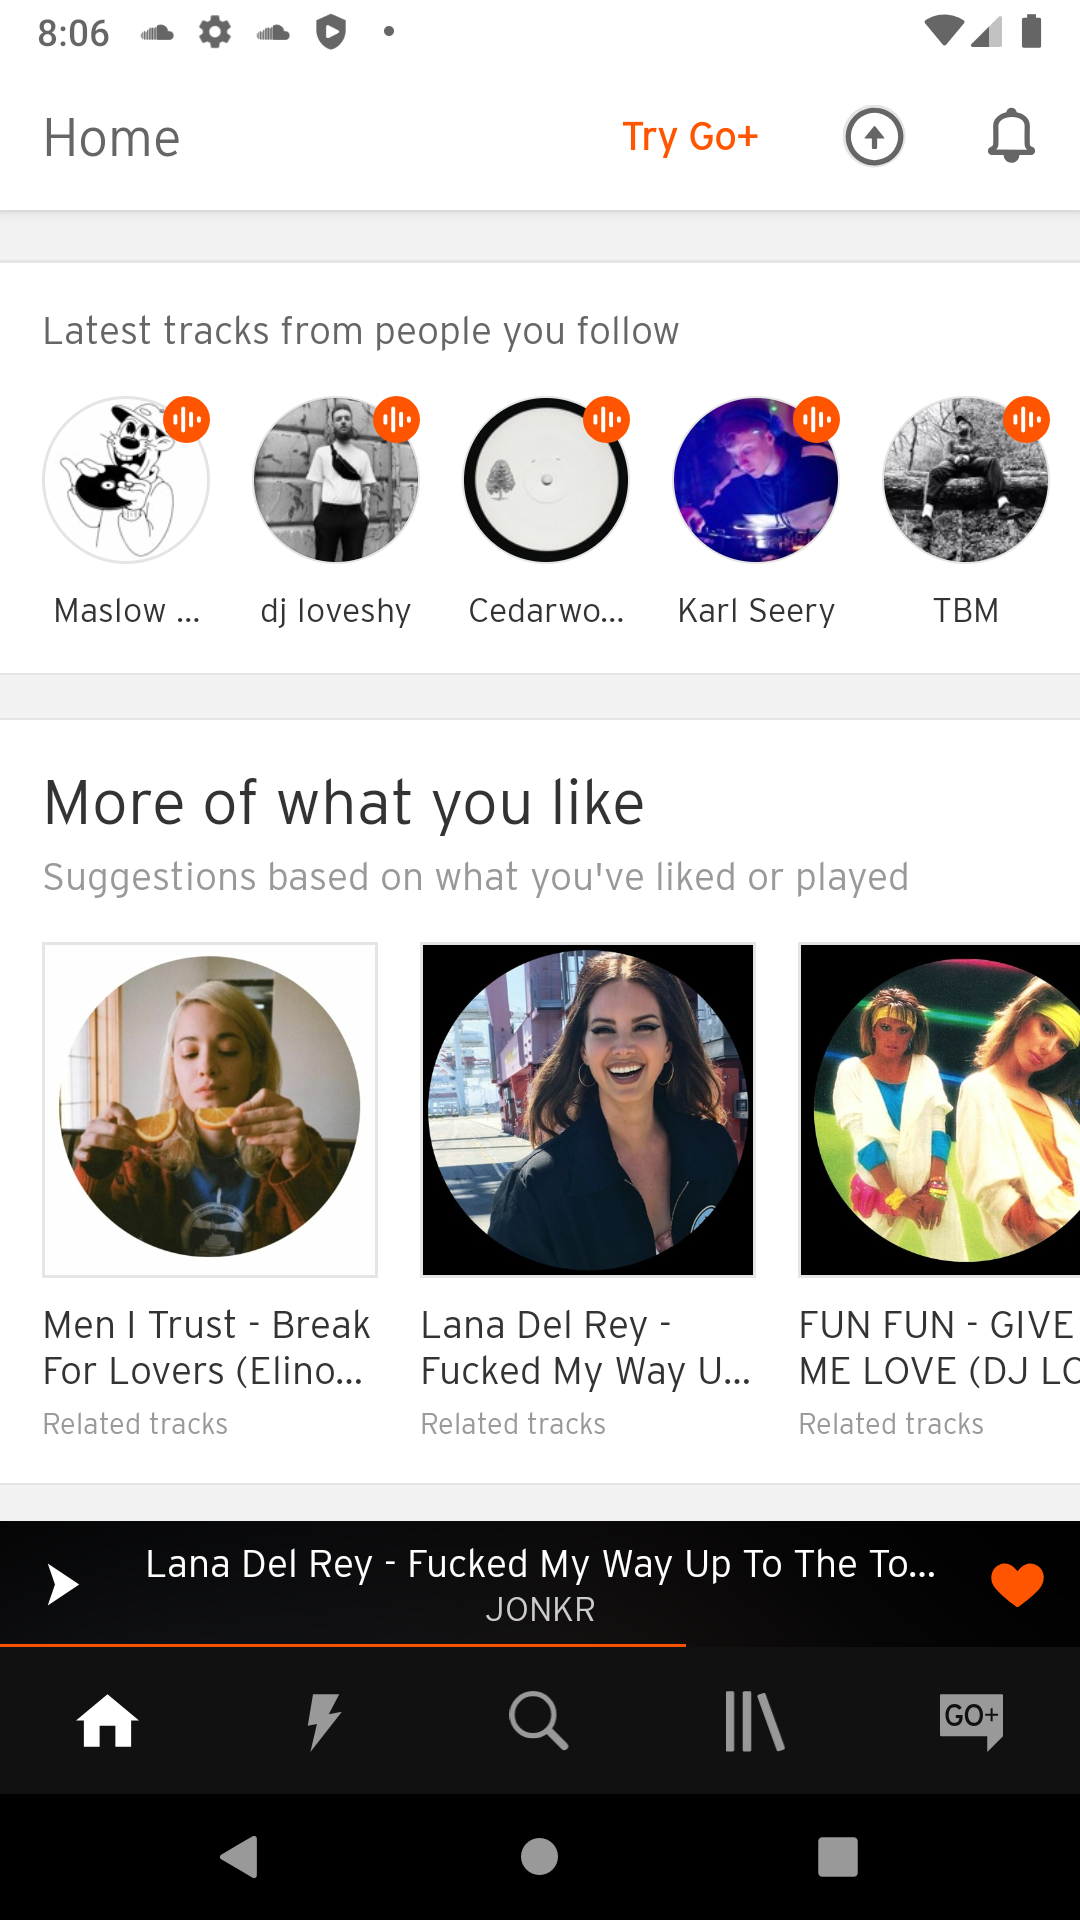 8:06
Home
Try Go+
Latest tracks from people you follow
Maslow ...
dj loveshy
Cedarwo...
Karl Seery
TBM
More of what you like
Suggestions based on what you've liked or played
Men I Trust - Break
For Lovers (Elino...
Related tracks
Lana Del Rey -
Fucked My Way U...
Related tracks
FUN FUN - GIVE
ME LOVE (DJ LO
Related tracks
Lana Del Rey - Fucked My Way Up To The To...
JONKR
GO+